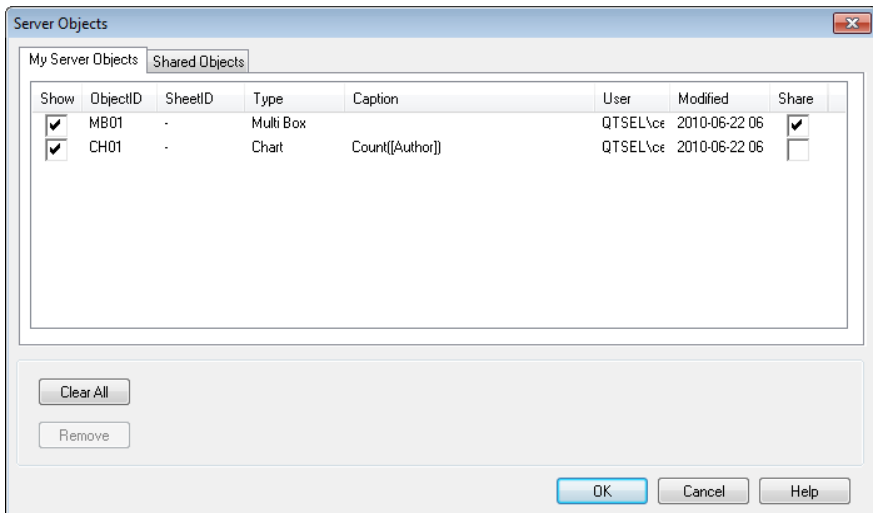 Server Objects
My Server Objects Shared Objects
Show ObjectID SheetID Type Caption User Modified Share
MB01 - Multi Box QTSEL\ce 2010-06-22 06
CH01 - Chart Count([Author]) QTSEL\ce 2010-06-22 06
Clear All
Remove
OK Cancel Help